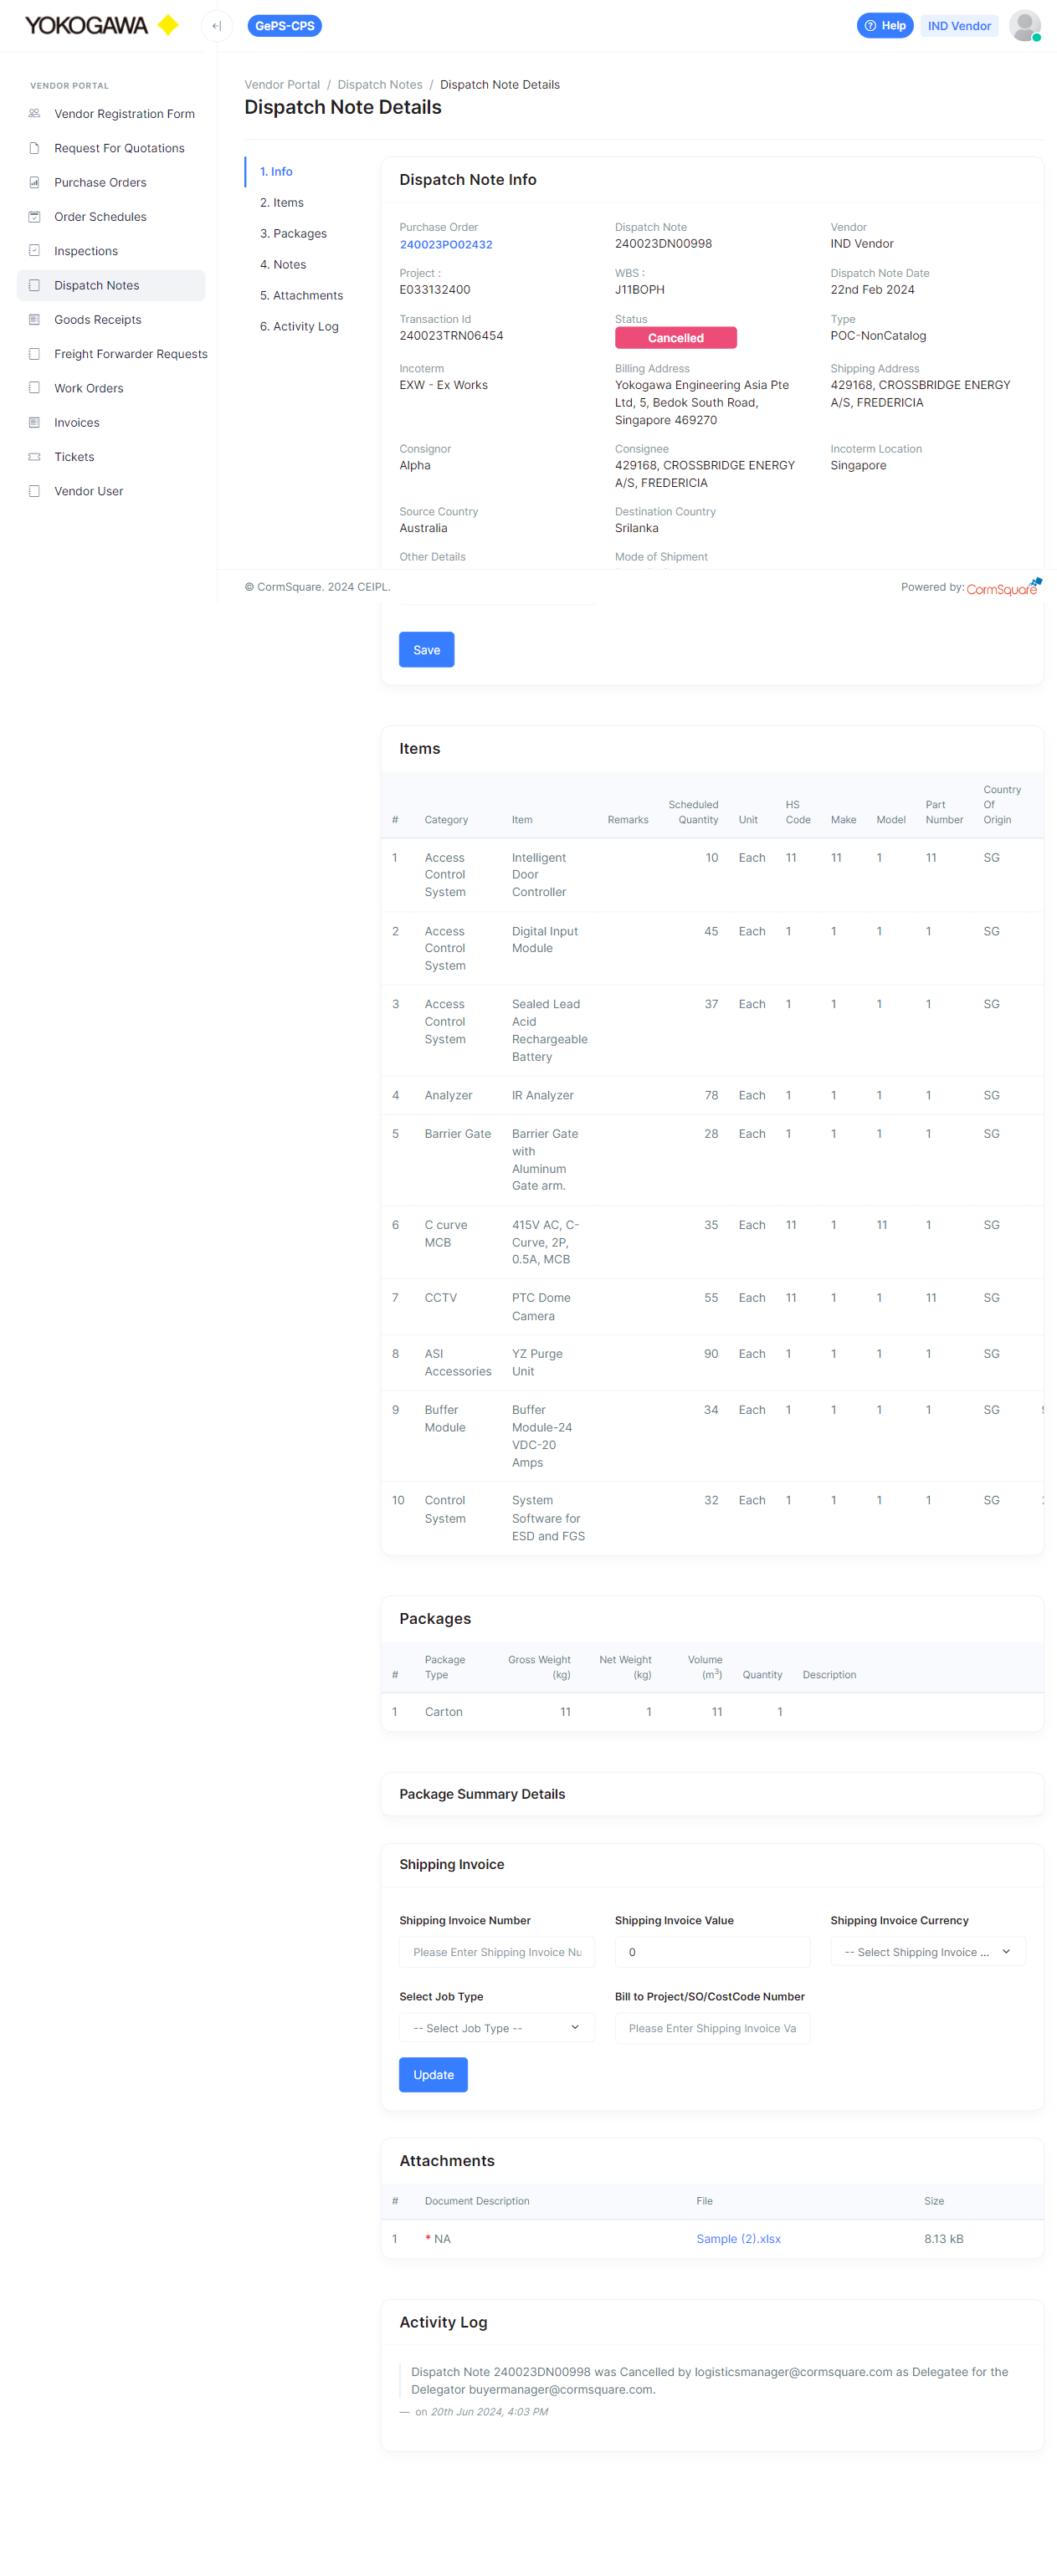 YOKOGAWA
GePS-CPS
Help
IND Vendor
VENDOR PORTAL
Vendor Registration Form
Request For Quotations
Purchase Orders
Order Schedules
Inspections
Dispatch Notes
Goods Receipts
Freight Forwarder Requests
Work Orders
Invoices
Tickets
Vendor User
Vendor Portal / Dispatch Notes / Dispatch Note Details
Dispatch Note Details
1. Info
2. Items
3. Packages
4. Notes
5. Attachments
6. Activity Log
Dispatch Note Info
Purchase Order
240023PO02432
Dispatch Note
240023DN00998
Vendor
IND Vendor
Project :
E033132400
WBS :
J11BOPH
Dispatch Note Date
22nd Feb 2024
Transaction Id
240023TRN06454
Status
Cancelled
Type
POC-NonCatalog
Incoterm
EXW - Ex Works
Billing Address
Yokogawa Engineering Asia Pte
Ltd, 5, Bedok South Road,
Singapore 469270
Shipping Address
429168, CROSSBRIDGE ENERGY
A/S, FREDERICIA
Consignor
Alpha
Consignee
429168, CROSSBRIDGE ENERGY
A/S, FREDERICIA
Incoterm Location
Singapore
Source Country
Australia
Destination Country
Srilanka
Other Details
Mode of Shipment
© CormSquare. 2024 CEIPL.
Powered by: CormSquare
Save
Items
# Category Item Remarks Scheduled Quantity Unit HS Code Make Model Part Number Country Of Origin
1 Access Control System Intelligent Door Controller 10 Each 11 11 1 11 SG
2 Access Control System Digital Input Module 45 Each 1 1 1 1 SG
3 Access Control System Sealed Lead Acid Rechargeable Battery 37 Each 1 1 1 1 SG
4 Analyzer IR Analyzer 78 Each 1 1 1 1 SG
5 Barrier Gate Barrier Gate with Aluminum Gate arm. 28 Each 1 1 1 1 SG
6 C curve MCB 415V AC, C-Curve, 2P, 0.5A, MCB 35 Each 11 1 11 1 SG
7 CCTV PTC Dome Camera 55 Each 11 1 1 11 SG
8 ASI Accessories YZ Purge Unit 90 Each 1 1 1 1 SG
9 Buffer Module Buffer Module-24 VDC-20 Amps 34 Each 1 1 1 1 SG
10 Control System System Software for ESD and FGS 32 Each 1 1 1 1 SG
Packages
# Package Type Gross Weight (kg) Net Weight (kg) Volume (m³) Quantity Description
1 Carton 11 1 11 1
Package Summary Details
Shipping Invoice
Shipping Invoice Number
Please Enter Shipping Invoice Nu
Shipping Invoice Value
0
Shipping Invoice Currency
-- Select Shipping Invoice ...
Select Job Type
-- Select Job Type --
Bill to Project/SO/CostCode Number
Please Enter Shipping Invoice Va
Update
Attachments
# Document Description File Size
1 * NA Sample (2).xlsx 8.13 kB
Activity Log
Dispatch Note 240023DN00998 was Cancelled by logisticsmanager@cormsquare.com as Delegatee for the
Delegator buyermanager@cormsquare.com.
— on 20th Jun 2024, 4:03 PM